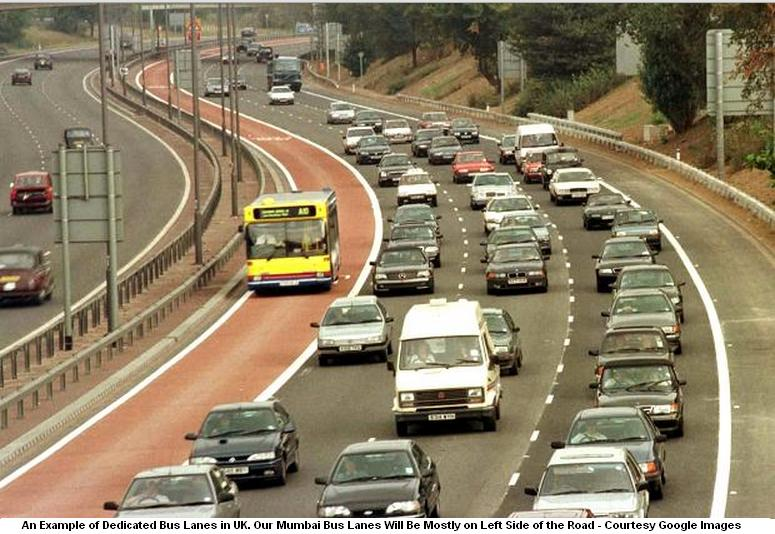 A10
An Example of Dedicated Bus Lanes in UK. Our Mumbai Bus Lanes Will Be Mostly on Left Side of the Road - Courtesy Google Images